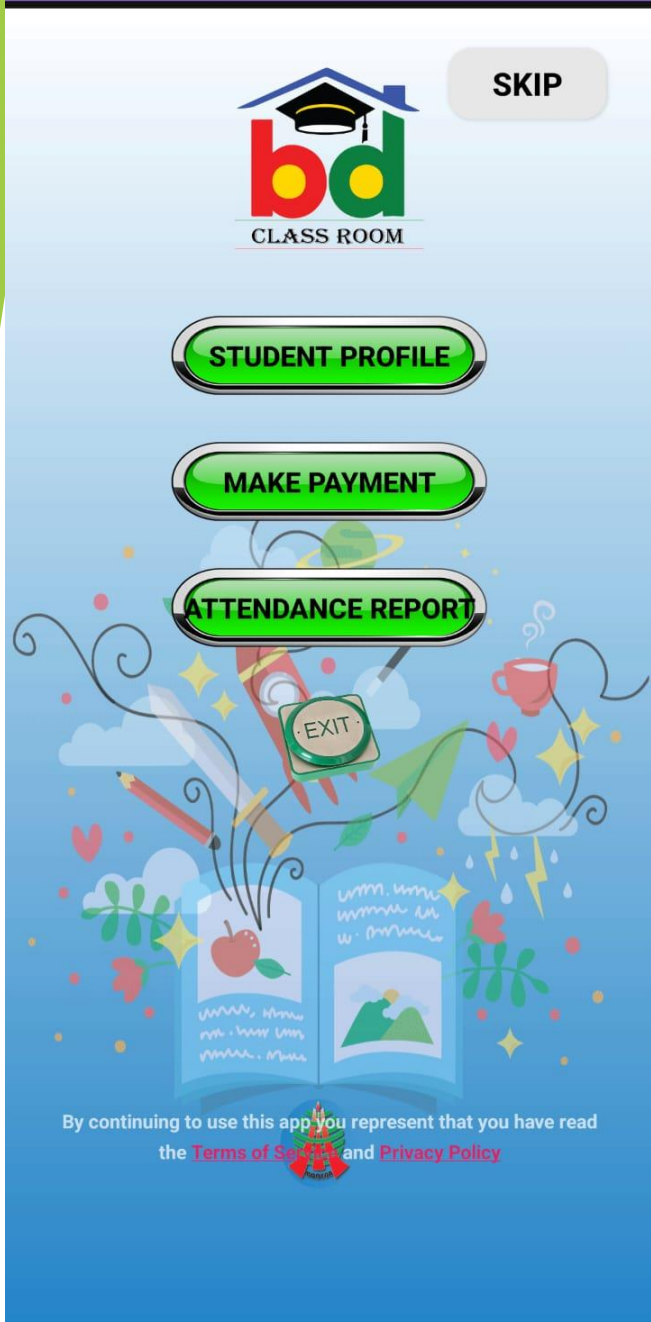 SKIP
bd
CLASS ROOM
STUDENT PROFILE
MAKE PAYMENT
ATTENDANCE REPORT
· EXIT ·
By continuing to use this app you represent that you have read
the Terms of Service and Privacy Policy